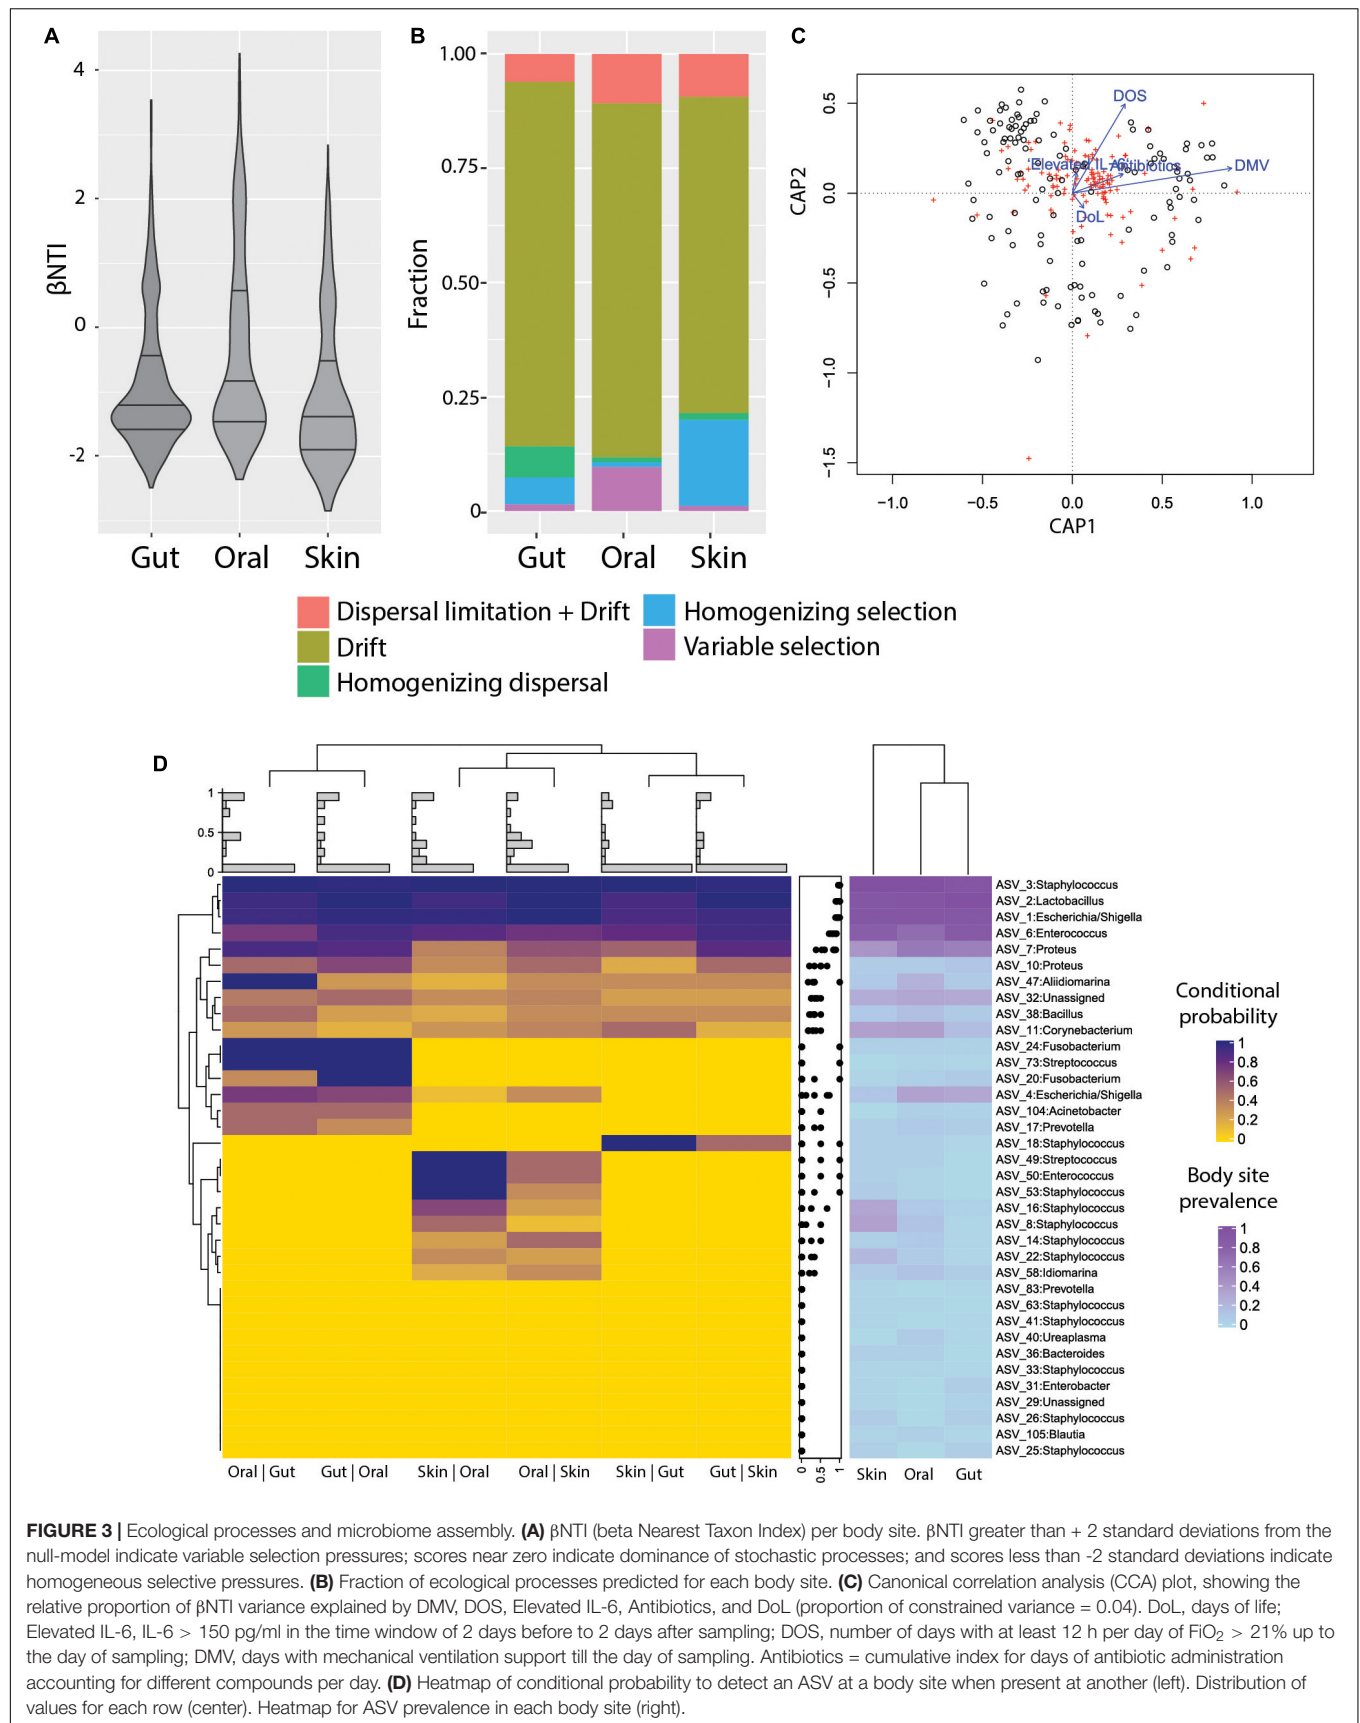 A
βNTI
4
2
0
-2
Gut
Oral
Skin
B
Fraction
1.00
0.75
0.50
0.25
0
Gut
Oral
Skin
C
CAP2
0.5
0.0
−0.5
−1.0
−1.5
DOS
Elevated IL-6
Antibiotics
DMV
DoL
−1.0
−0.5
0.0
0.5
1.0
CAP1
Dispersal limitation + Drift
Homogenizing selection
Drift
Variable selection
Homogenizing dispersal
D
1
0.5
0
ASV_3:Staphylococcus
ASV_2:Lactobacillus
ASV_1:Escherichia/Shigella
ASV_6:Enterococcus
ASV_7:Proteus
ASV_10:Proteus
ASV_47:Aliidiomarina
ASV_32:Unassigned
ASV_38:Bacillus
ASV_11:Corynebacterium
ASV_24:Fusobacterium
ASV_73:Streptococcus
ASV_20:Fusobacterium
ASV_4:Escherichia/Shigella
ASV_104:Acinetobacter
ASV_17:Prevotella
ASV_18:Staphylococcus
ASV_49:Streptococcus
ASV_50:Enterococcus
ASV_53:Staphylococcus
ASV_16:Staphylococcus
ASV_8:Staphylococcus
ASV_14:Staphylococcus
ASV_22:Staphylococcus
ASV_58:Idiomarina
ASV_83:Prevotella
ASV_63:Staphylococcus
ASV_41:Staphylococcus
ASV_40:Ureaplasma
ASV_36:Bacteroides
ASV_33:Staphylococcus
ASV_31:Enterobacter
ASV_29:Unassigned
ASV_26:Staphylococcus
ASV_105:Blautia
ASV_25:Staphylococcus
Conditional
probability
1
0.8
0.6
0.4
0.2
0
Body site
prevalence
1
0.8
0.6
0.4
0.2
0
Oral | Gut
Gut | Oral
Skin | Oral
Oral | Skin
Skin | Gut
Gut | Skin
0
0.5
1
Skin
Oral
Gut
FIGURE 3 | Ecological processes and microbiome assembly. (A) βNTI (beta Nearest Taxon Index) per body site. βNTI greater than + 2 standard deviations from the
null-model indicate variable selection pressures; scores near zero indicate dominance of stochastic processes; and scores less than -2 standard deviations indicate
homogeneous selective pressures. (B) Fraction of ecological processes predicted for each body site. (C) Canonical correlation analysis (CCA) plot, showing the
relative proportion of βNTI variance explained by DMV, DOS, Elevated IL-6, Antibiotics, and DoL (proportion of constrained variance = 0.04). DoL, days of life;
Elevated IL-6, IL-6 > 150 pg/ml in the time window of 2 days before to 2 days after sampling; DOS, number of days with at least 12 h per day of FiO₂ > 21% up to
the day of sampling; DMV, days with mechanical ventilation support till the day of sampling. Antibiotics = cumulative index for days of antibiotic administration
accounting for different compounds per day. (D) Heatmap of conditional probability to detect an ASV at a body site when present at another (left). Distribution of
values for each row (center). Heatmap for ASV prevalence in each body site (right).